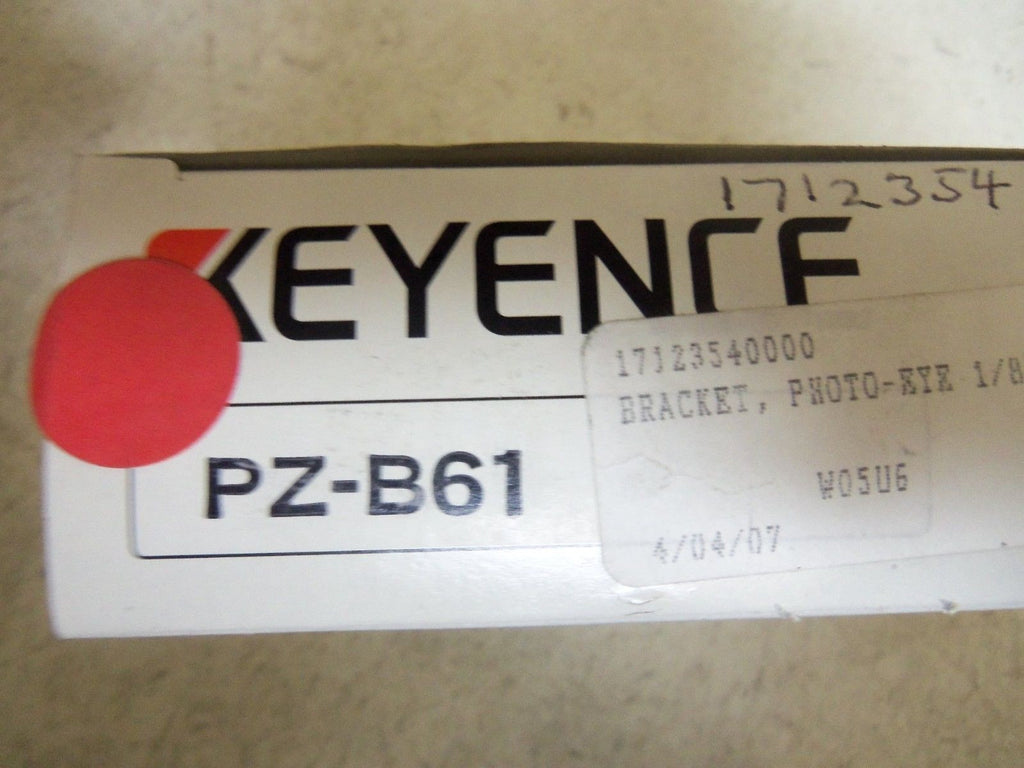 1712354
KEYENCE
17123540000
BRACKET, PHOTO-EYE 1/8
PZ-B61
W05U6
4/04/07